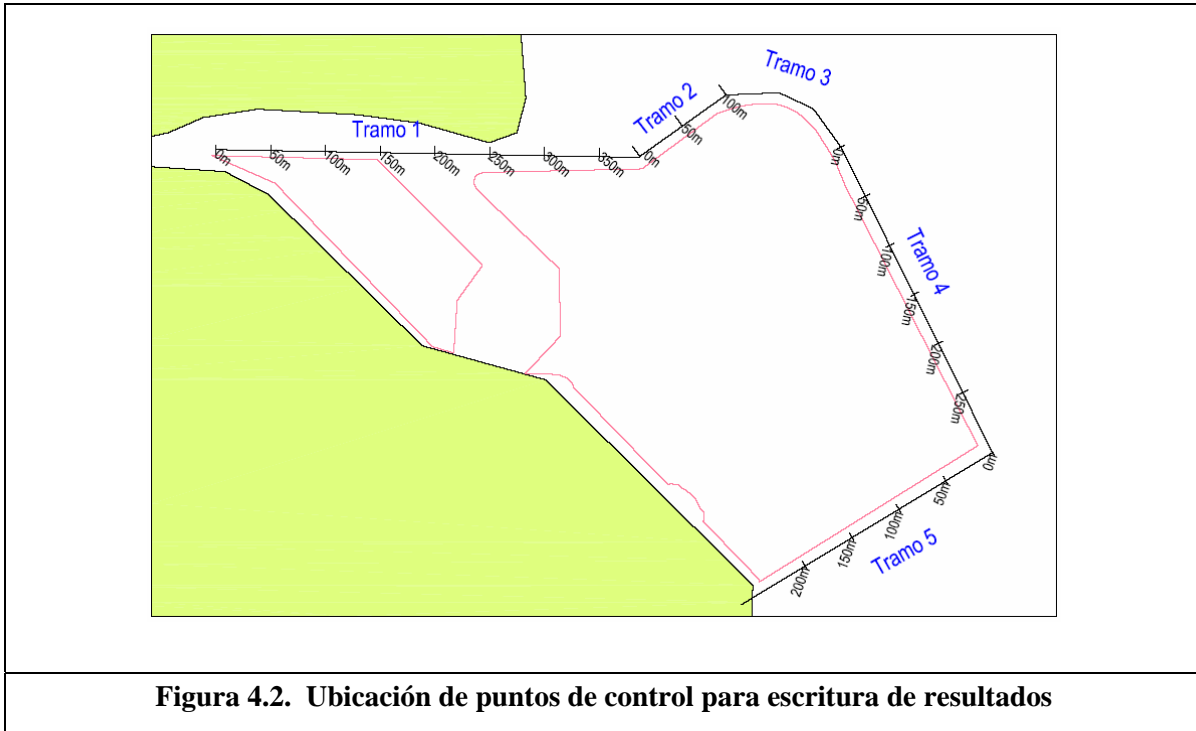 Tramo 1
0m
50m
100m
150m
200m
250m
300m
350m
Tramo 2
0m
50m
100m
Tramo 3
Tramo 4
0m
50m
100m
150m
200m
250m
Tramo 5
0m
50m
100m
150m
200m
Figura 4.2. Ubicación de puntos de control para escritura de resultados